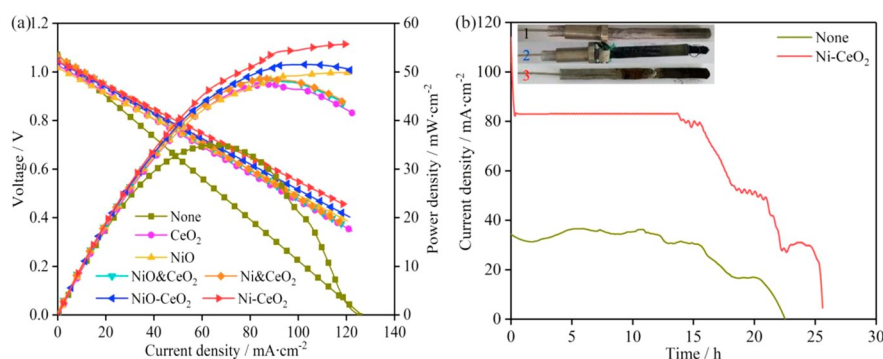 (a)
1.2
1.0
0.8
0.6
0.4
0.2
0.0
Voltage / V
60
50
40
30
20
10
0
Power density / mW·cm⁻²
0 20 40 60 80 100 120 140
Current density / mA·cm⁻²
None
CeO₂
NiO
NiO&CeO₂ Ni&CeO₂
NiO-CeO₂ Ni-CeO₂
(b)
120
100
80
60
40
20
0
Current density / mA·cm⁻²
0 5 10 15 20 25 30
Time / h
1
2
3
None
Ni-CeO₂